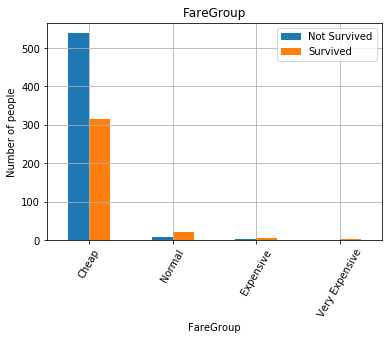 FareGroup
Not Survived
Survived
Number of people
500
400
300
200
100
0
Cheap
Normal
Expensive
Very Expensive
FareGroup